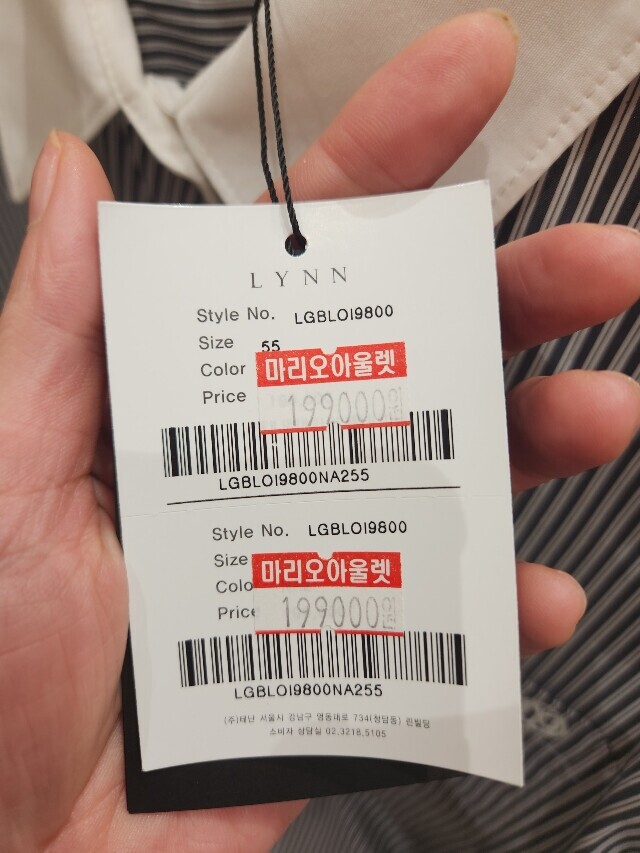 LYNN
Style No. LGBLOI9800
Size 55
Color
마리오아울렛
Price
199000원
LGBLOI9800NA255
Style No. LGBLOI9800
Size
마리오아울렛
Colo
Price
199000원
LGBLOI9800NA255
(주)태난 서울시 강남구 영동대로 734(청담동) 린빌딩
소비자 상담실 02.3218.5105